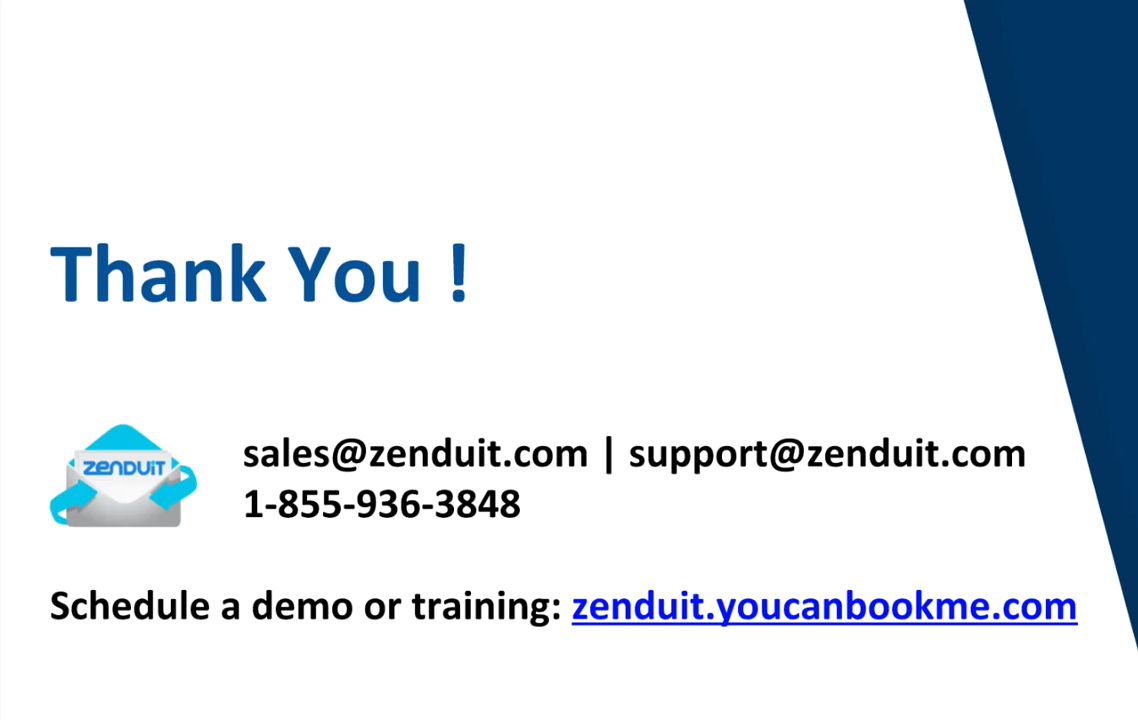 Thank You !
ZENDUIT
sales@zenduit.com | support@zenduit.com
1-855-936-3848
Schedule a demo or training: zenduit.youcanbookme.com